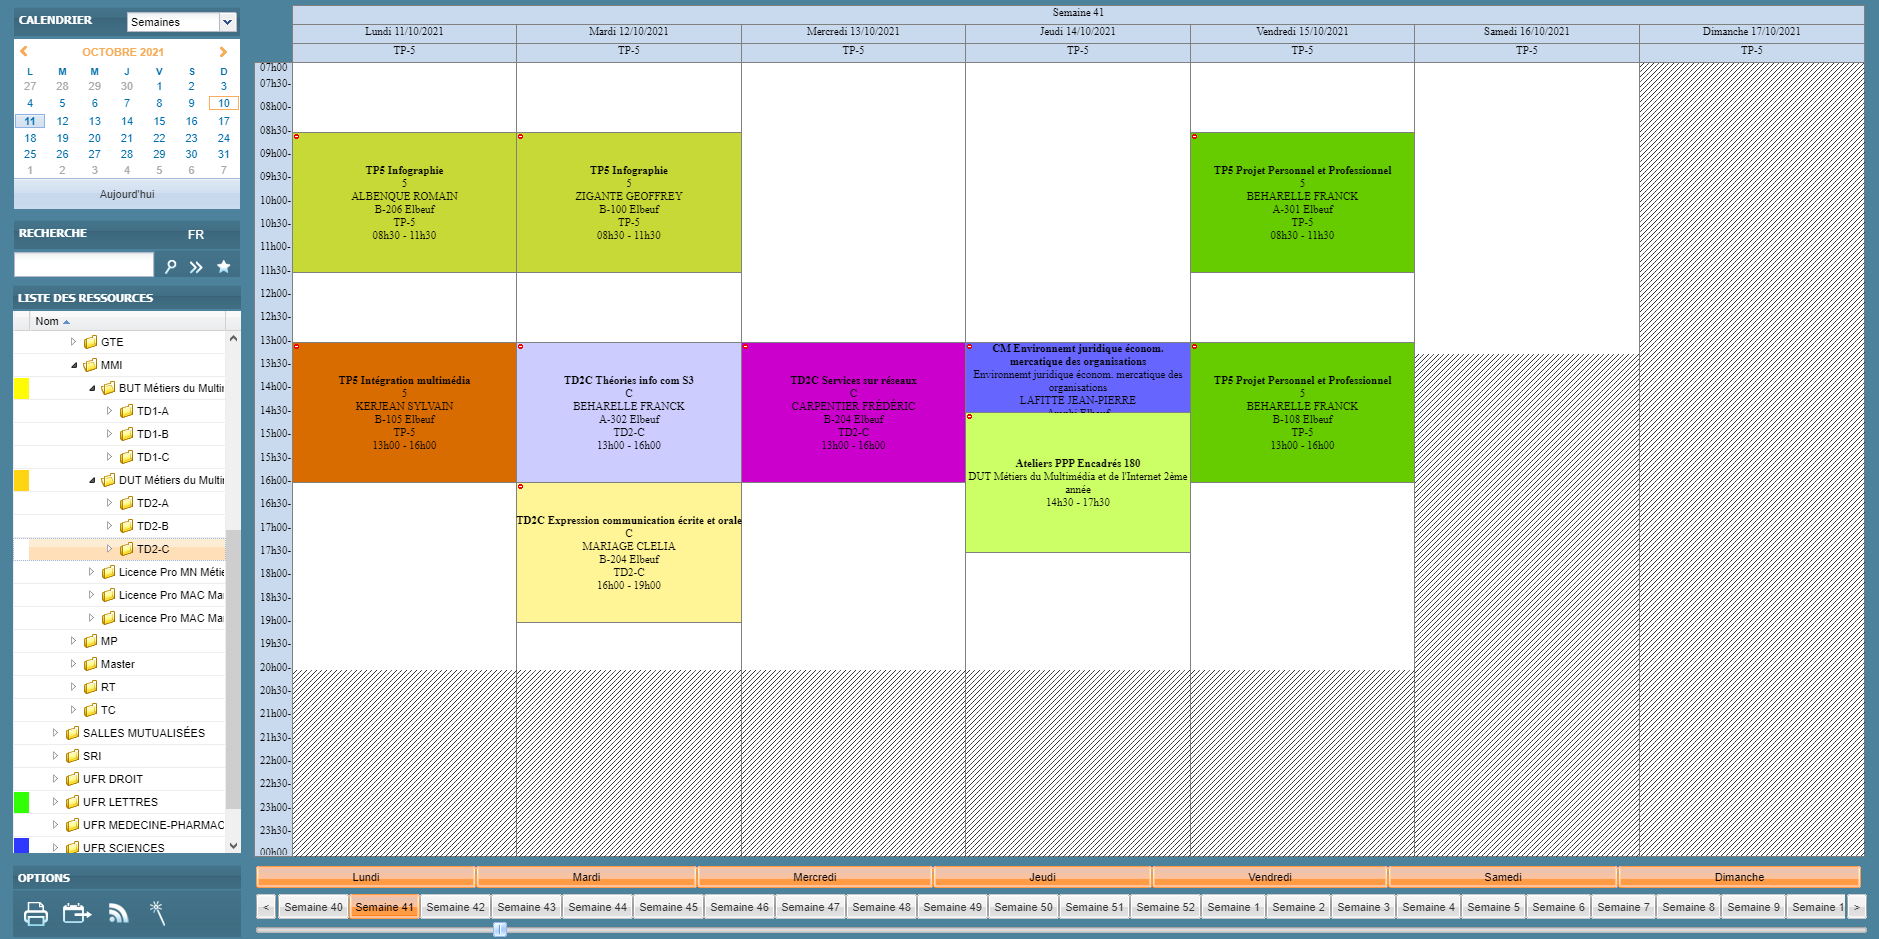 CALENDRIER
Semaines
OCTOBRE 2021
L M M J V S D
27 28 29 30 1 2 3
4 5 6 7 8 9 10
11 12 13 14 15 16 17
18 19 20 21 22 23 24
25 26 27 28 29 30 31
1 2 3 4 5 6 7
Aujourd'hui
RECHERCHE FR
LISTE DES RESSOURCES
Nom
GTE
MMI
BUT Métiers du Multir
TD1-A
TD1-B
TD1-C
DUT Métiers du Multir
TD2-A
TD2-B
TD2-C
Licence Pro MN Métie
Licence Pro MAC Mai
Licence Pro MAC Mai
MP
Master
RT
TC
SALLES MUTUALISÉES
SRI
UFR DROIT
UFR LETTRES
UFR MEDECINE-PHARMAC
UFR SCIENCES
OPTIONS
Semaine 41
Lundi 11/10/2021 Mardi 12/10/2021 Mercredi 13/10/2021 Jeudi 14/10/2021 Vendredi 15/10/2021 Samedi 16/10/2021 Dimanche 17/10/2021
TP-5 TP-5 TP-5 TP-5 TP-5 TP-5 TP-5
07h00
07h30-
08h00-
08h30-
09h00-
09h30-
10h00-
10h30-
11h00-
11h30-
12h00-
12h30-
13h00-
13h30-
14h00-
14h30-
15h00-
15h30-
16h00-
16h30-
17h00-
17h30-
18h00-
18h30-
19h00-
19h30-
20h00-
20h30-
21h00-
21h30-
22h00-
22h30-
23h00-
23h30-
00h00
TP5 Infographie
5
ALBENQUE ROMAIN
B-206 Elbeuf
TP-5
08h30 - 11h30
TP5 Intégration multimédia
5
KERJEAN SYLVAIN
B-105 Elbeuf
TP-5
13h00 - 16h00
TP5 Infographie
5
ZIGANTE GEOFFREY
B-100 Elbeuf
TP-5
08h30 - 11h30
TD2C Théories info com S3
C
BEHARELLE FRANCK
A-302 Elbeuf
TD2-C
13h00 - 16h00
TD2C Expression communication écrite et orale
C
MARIAGE CLELIA
B-204 Elbeuf
TD2-C
16h00 - 19h00
TD2C Services sur réseaux
C
CARPENTIER FRÉDÉRIC
B-204 Elbeuf
TD2-C
13h00 - 16h00
CM Environnemt juridique économ.
mercatique des organisations
Environnemt juridique économ. mercatique des
organisations
LAFITTE JEAN-PIERRE
Amphi Elbeuf
Ateliers PPP Encadrés 180
DUT Métiers du Multimédia et de l'Internet 2ème
année
14h30 - 17h30
TP5 Projet Personnel et Professionnel
5
BEHARELLE FRANCK
A-301 Elbeuf
TP-5
08h30 - 11h30
TP5 Projet Personnel et Professionnel
5
BEHARELLE FRANCK
B-108 Elbeuf
TP-5
13h00 - 16h00
Lundi Mardi Mercredi Jeudi Vendredi Samedi Dimanche
< Semaine 40 Semaine 41 Semaine 42 Semaine 43 Semaine 44 Semaine 45 Semaine 46 Semaine 47 Semaine 48 Semaine 49 Semaine 50 Semaine 51 Semaine 52 Semaine 1 Semaine 2 Semaine 3 Semaine 4 Semaine 5 Semaine 6 Semaine 7 Semaine 8 Semaine 9 Semaine 1 >